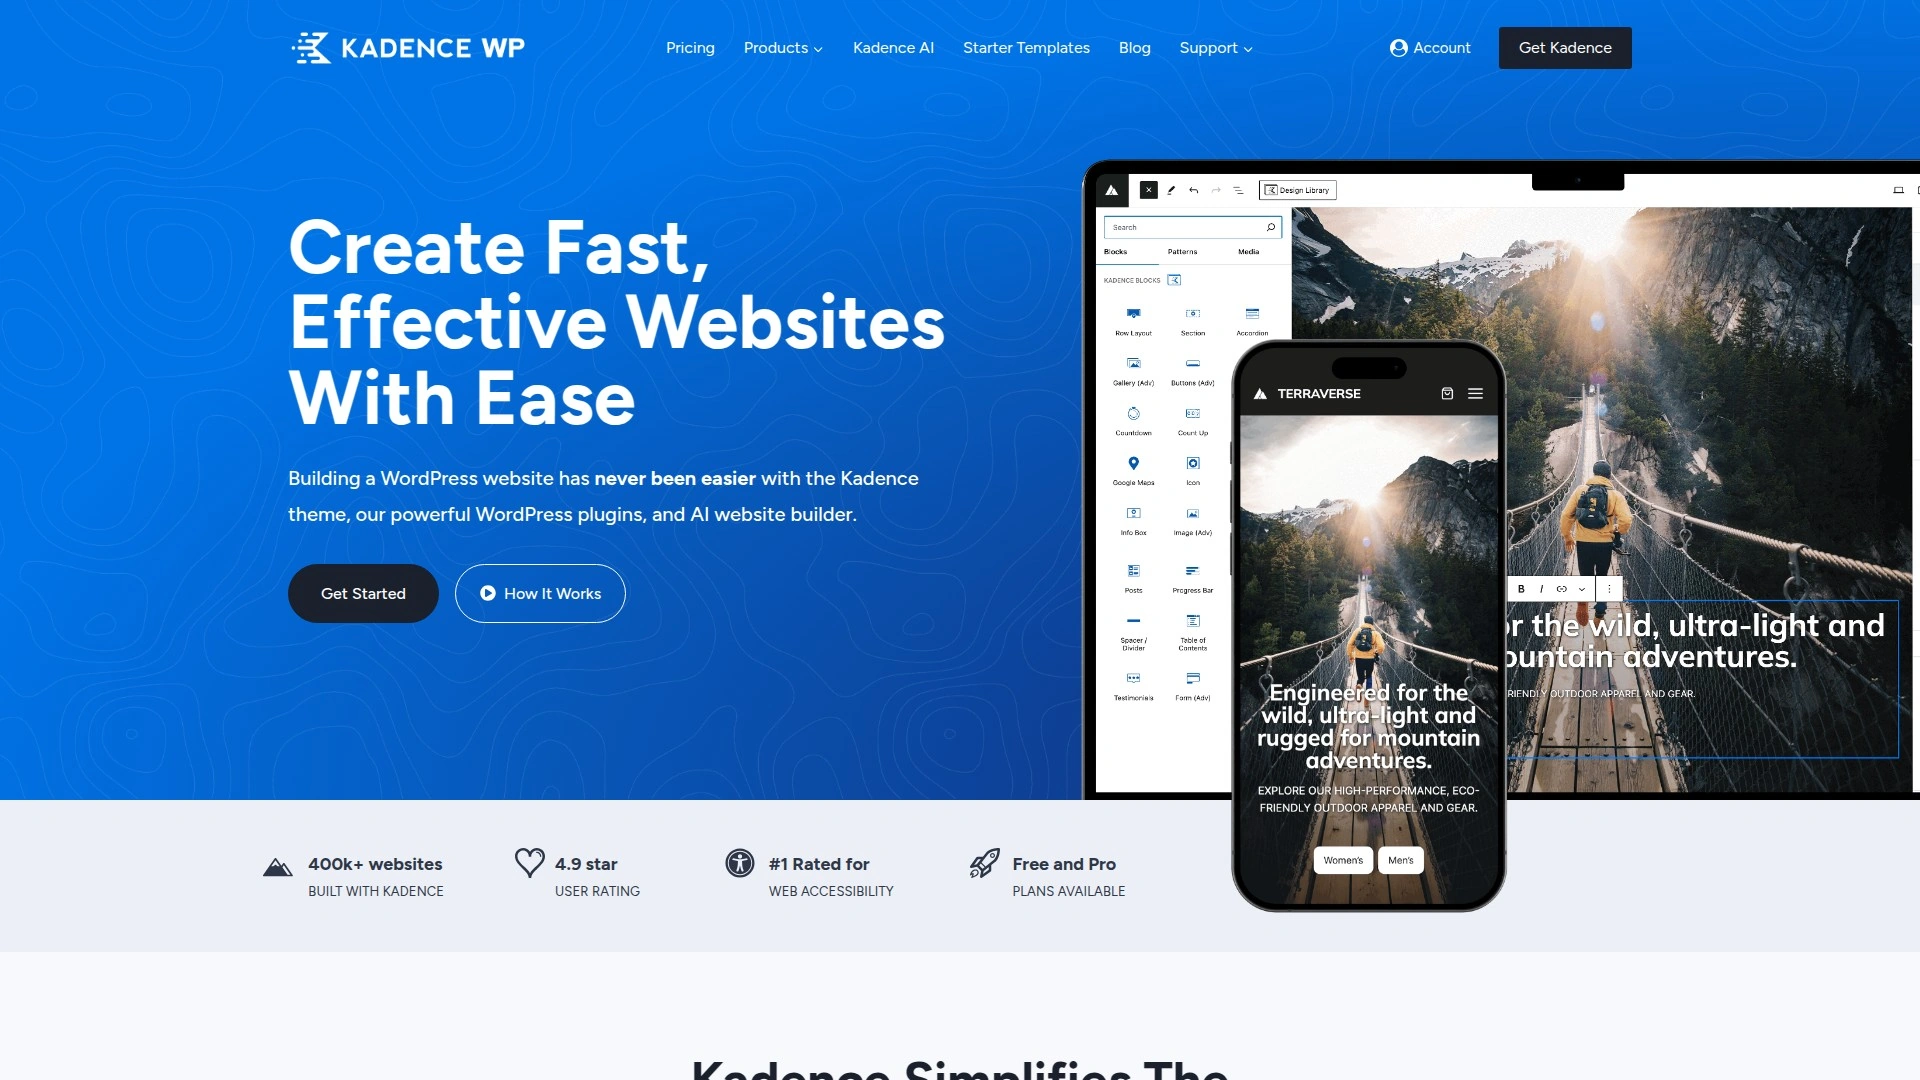 KADENCE WP
Pricing
Products
Kadence AI
Starter Templates
Blog
Support
Account
Get Kadence
Create Fast,
Effective Websites
With Ease
Building a WordPress website has never been easier with the Kadence
theme, our powerful WordPress plugins, and AI website builder.
Get Started
How It Works
Design Library
Search
Blocks
Patterns
Media
KADENCE BLOCKS
Row Layout
Section
Accordion
Gallery (Adv)
Buttons (Adv)
Countdown
Count Up
Google Maps
Icon
Info Box
Image (Adv)
Posts
Progress Bar
Spacer /
Divider
Table of
Contents
Testimonials
Form (Adv)
B I
or the wild, ultra-light and
ountain adventures.
RIENDLY OUTDOOR APPAREL AND GEAR.
TERRAVERSE
Engineered for the
wild, ultra-light and
rugged for mountain
adventures.
EXPLORE OUR HIGH-PERFORMANCE, ECO-
FRIENDLY OUTDOOR APPAREL AND GEAR.
Women's
Men's
400k+ websites
BUILT WITH KADENCE
4.9 star
USER RATING
#1 Rated for
WEB ACCESSIBILITY
Free and Pro
PLANS AVAILABLE
Kadence Simplifies The